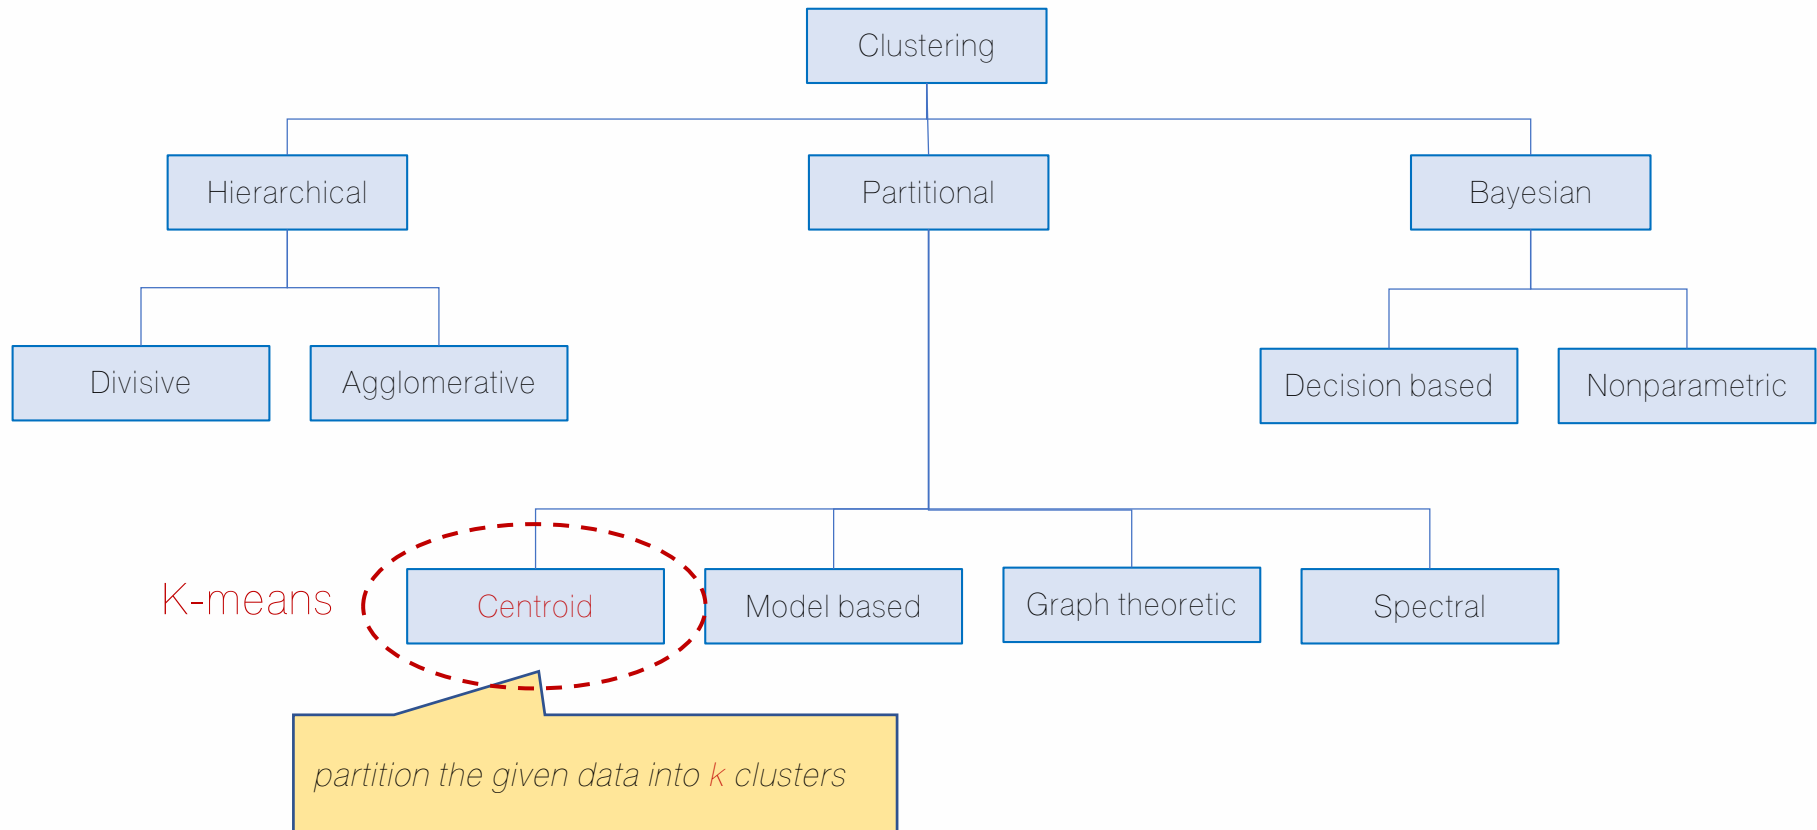 Clustering
Hierarchical
Partitional
Bayesian
Divisive
Agglomerative
Decision based
Nonparametric
K-means
Centroid
Model based
Graph theoretic
Spectral
partition the given data into k clusters